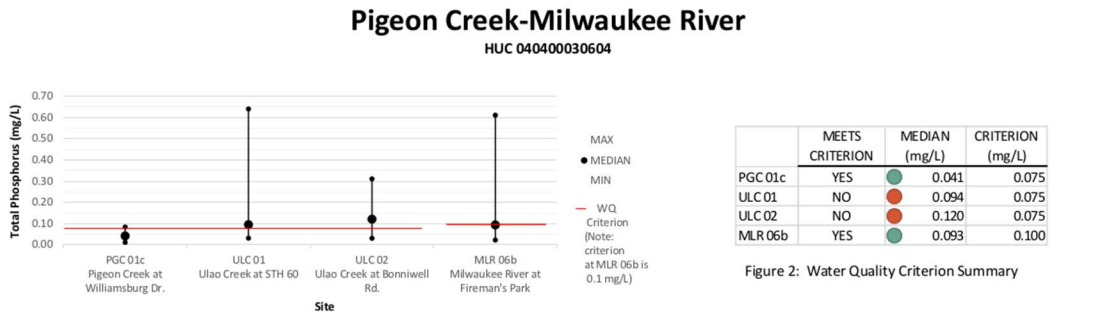 Pigeon Creek-Milwaukee River
HUC 040400030604
Total Phosphorus (mg/L)
0.70
0.60
0.50
0.40
0.30
0.20
0.10
0.00
PGC 01c
Pigeon Creek at
Williamsburg Dr.
ULC 01
Ulao Creek at STH 60
ULC 02
Ulao Creek at Bonniwell
Rd.
MLR 06b
Milwaukee River at
Fireman's Park
Site
MAX
MEDIAN
MIN
WQ
Criterion
(Note:
criterion
at MLR 06b is
0.1 mg/L)
MEETS CRITERION MEDIAN (mg/L) CRITERION (mg/L)
PGC 01c YES 0.041 0.075
ULC 01 NO 0.094 0.075
ULC 02 NO 0.120 0.075
MLR 06b YES 0.093 0.100
Figure 2: Water Quality Criterion Summary